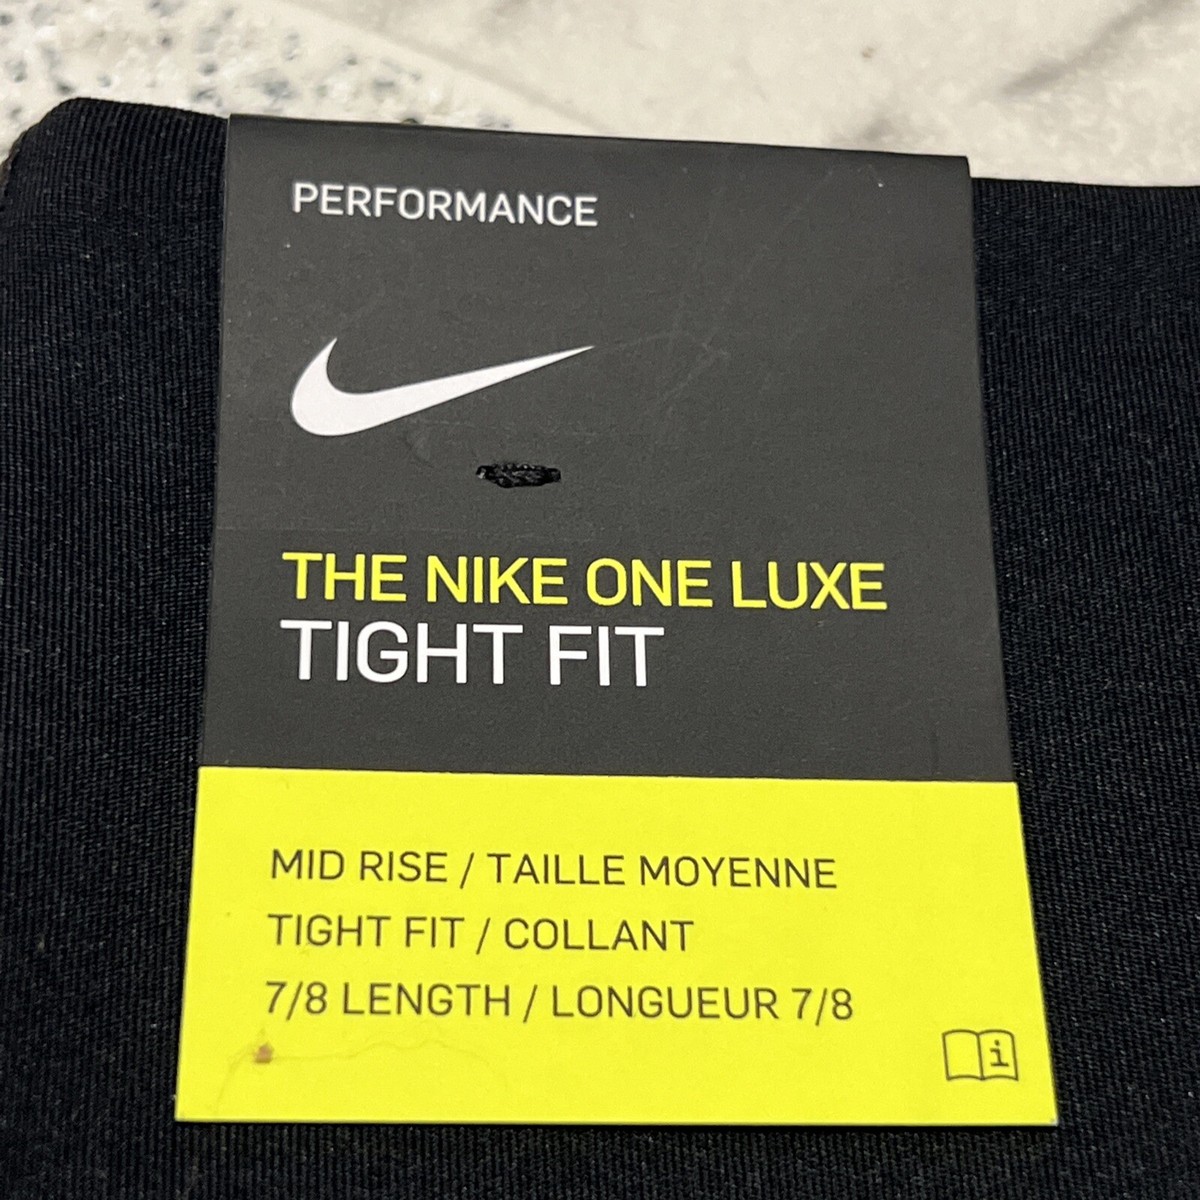 PERFORMANCE
THE NIKE ONE LUXE
TIGHT FIT
MID RISE / TAILLE MOYENNE
TIGHT FIT / COLLANT
7/8 LENGTH / LONGUEUR 7/8
i